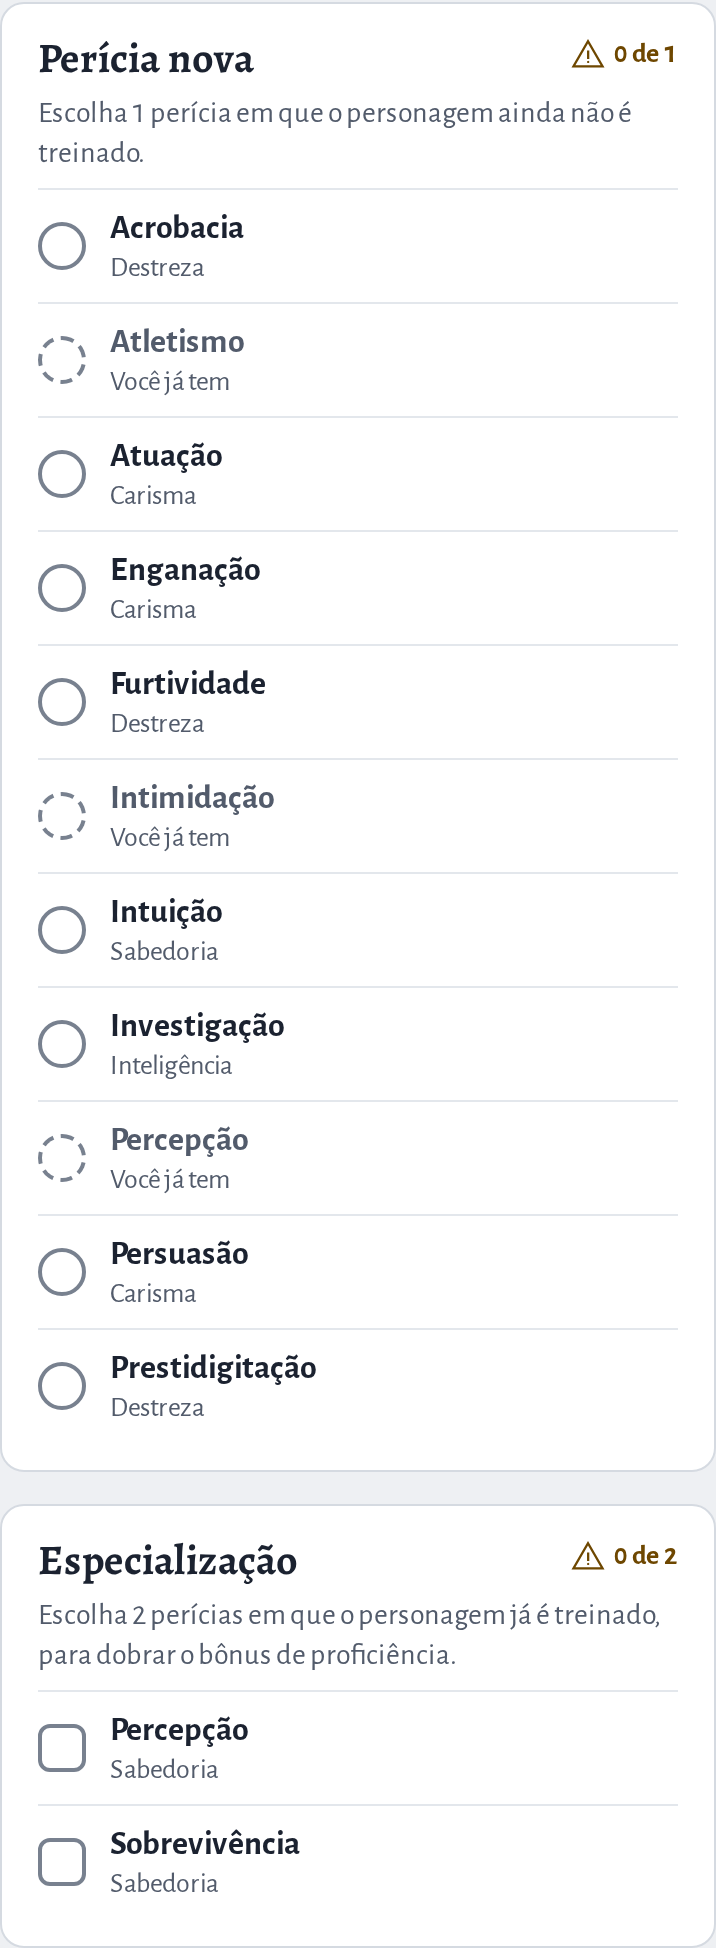 Perícia nova
0 de 1
Escolha 1 perícia em que o personagem ainda não é
treinado.
Acrobacia
Destreza
Atletismo
Você já tem
Atuação
Carisma
Enganação
Carisma
Furtividade
Destreza
Intimidação
Você já tem
Intuição
Sabedoria
Investigação
Inteligência
Percepção
Você já tem
Persuasão
Carisma
Prestidigitação
Destreza
Especialização
0 de 2
Escolha 2 perícias em que o personagem já é treinado,
para dobrar o bônus de proficiência.
Percepção
Sabedoria
Sobrevivência
Sabedoria